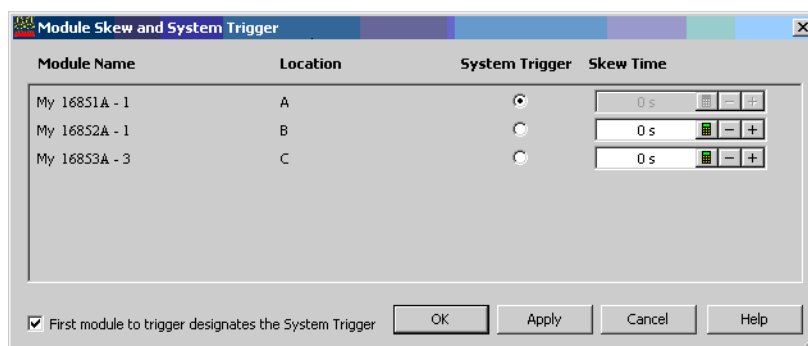 Module Skew and System Trigger
Module Name Location System Trigger Skew Time
My 16851A - 1 A 0 s
My 16852A - 1 B 0 s
My 16853A - 3 C 0 s
First module to trigger designates the System Trigger OK Apply Cancel Help